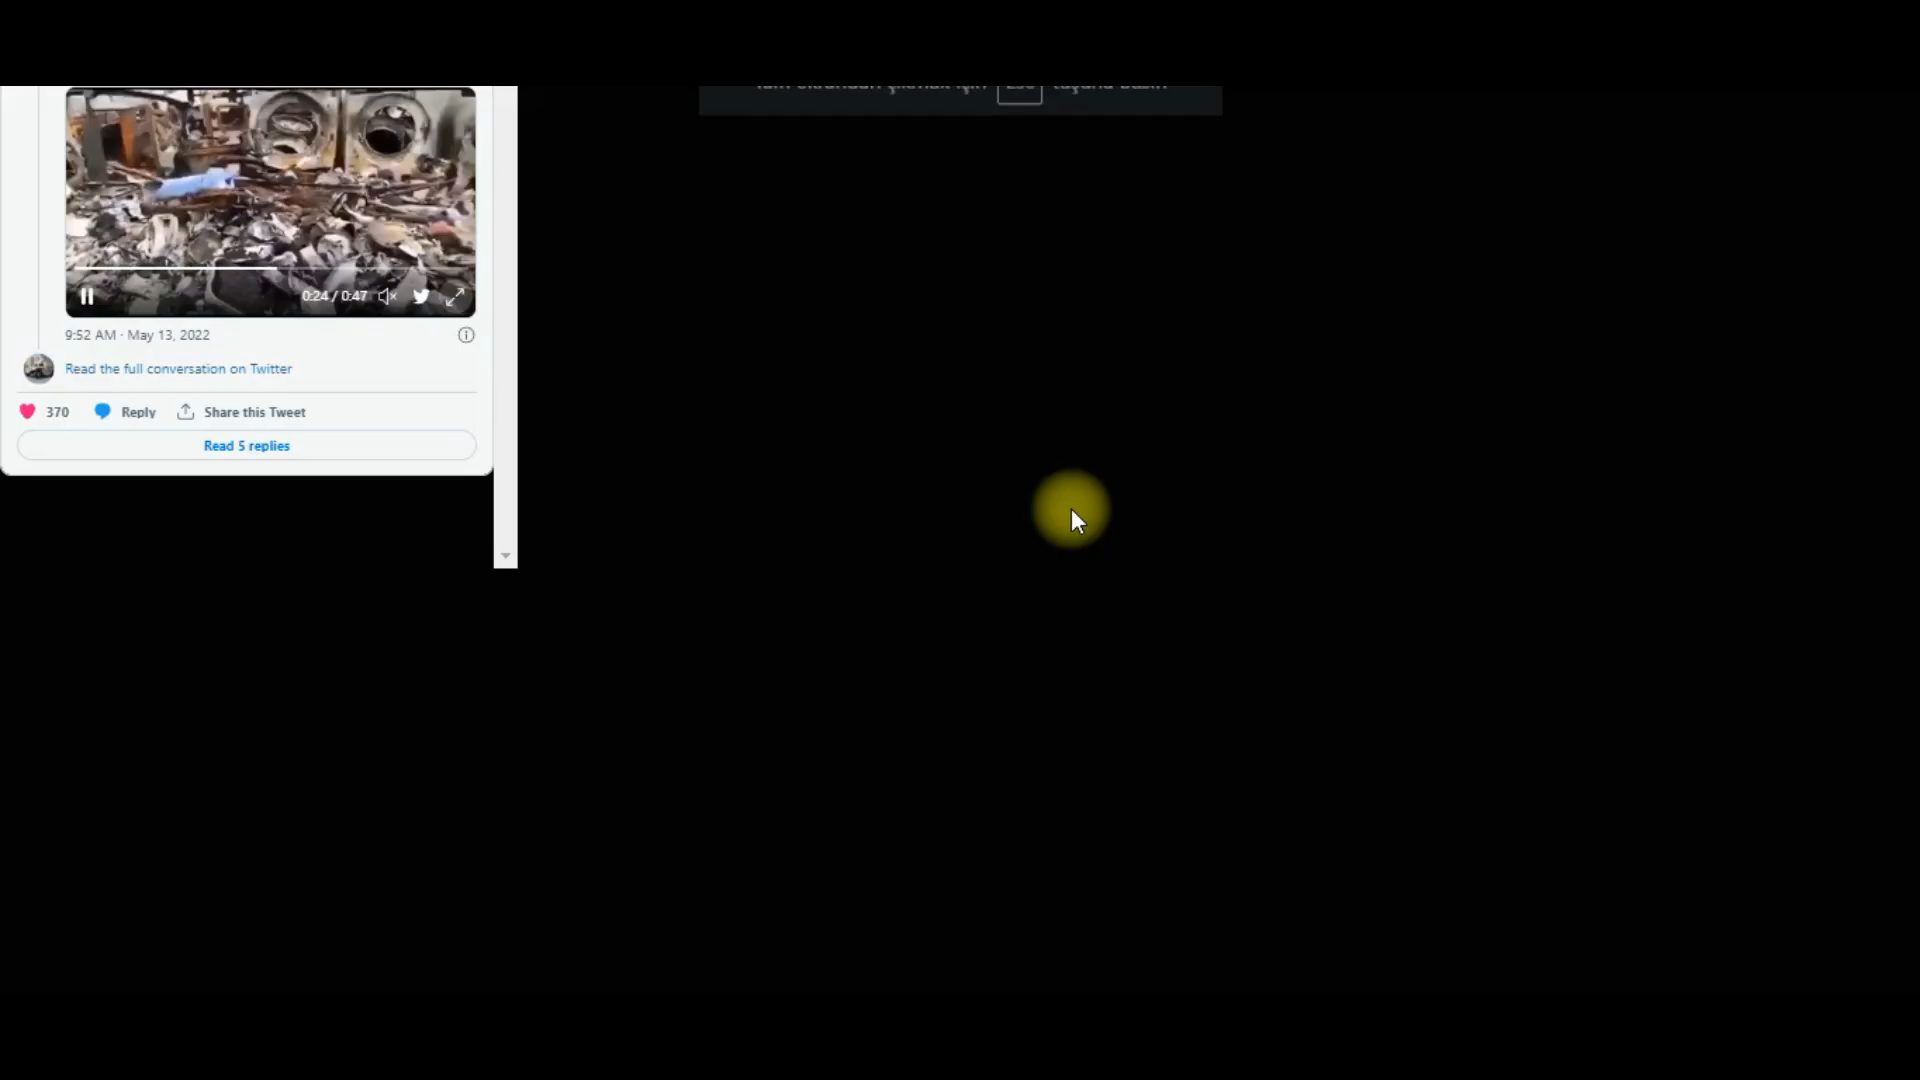 0:24 / 0:47
9:52 AM · May 13, 2022
Read the full conversation on Twitter
370 Reply Share this Tweet
Read 5 replies